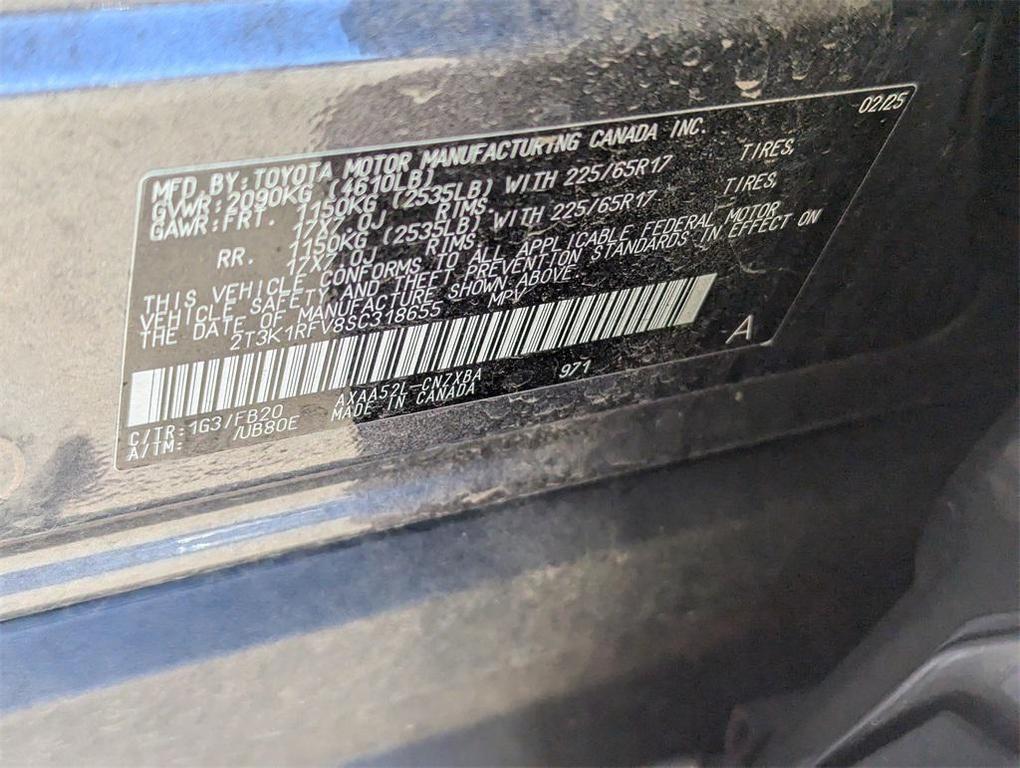 02/25
MFD. BY: TOYOTA MOTOR MANUFACTURING CANADA INC.
GVWR: 2090KG (4610LB)
GAWR: FRT. 1150KG (2535LB) WITH 225/65R17 TIRES,
17X7.0J RIMS.
RR. 1150KG (2535LB) WITH 225/65R17 TIRES,
17X7.0J RIMS.
THIS VEHICLE CONFORMS TO ALL APPLICABLE FEDERAL MOTOR
VEHICLE SAFETY AND THEFT PREVENTION STANDARDS IN EFFECT ON
THE DATE OF MANUFACTURE SHOWN ABOVE.
2T3K1RFV8SC318655 MPV
C/TR: 1G3/FB20 AXAA52L-CNZXBA 971 A
A/TM: /UB80E MADE IN CANADA